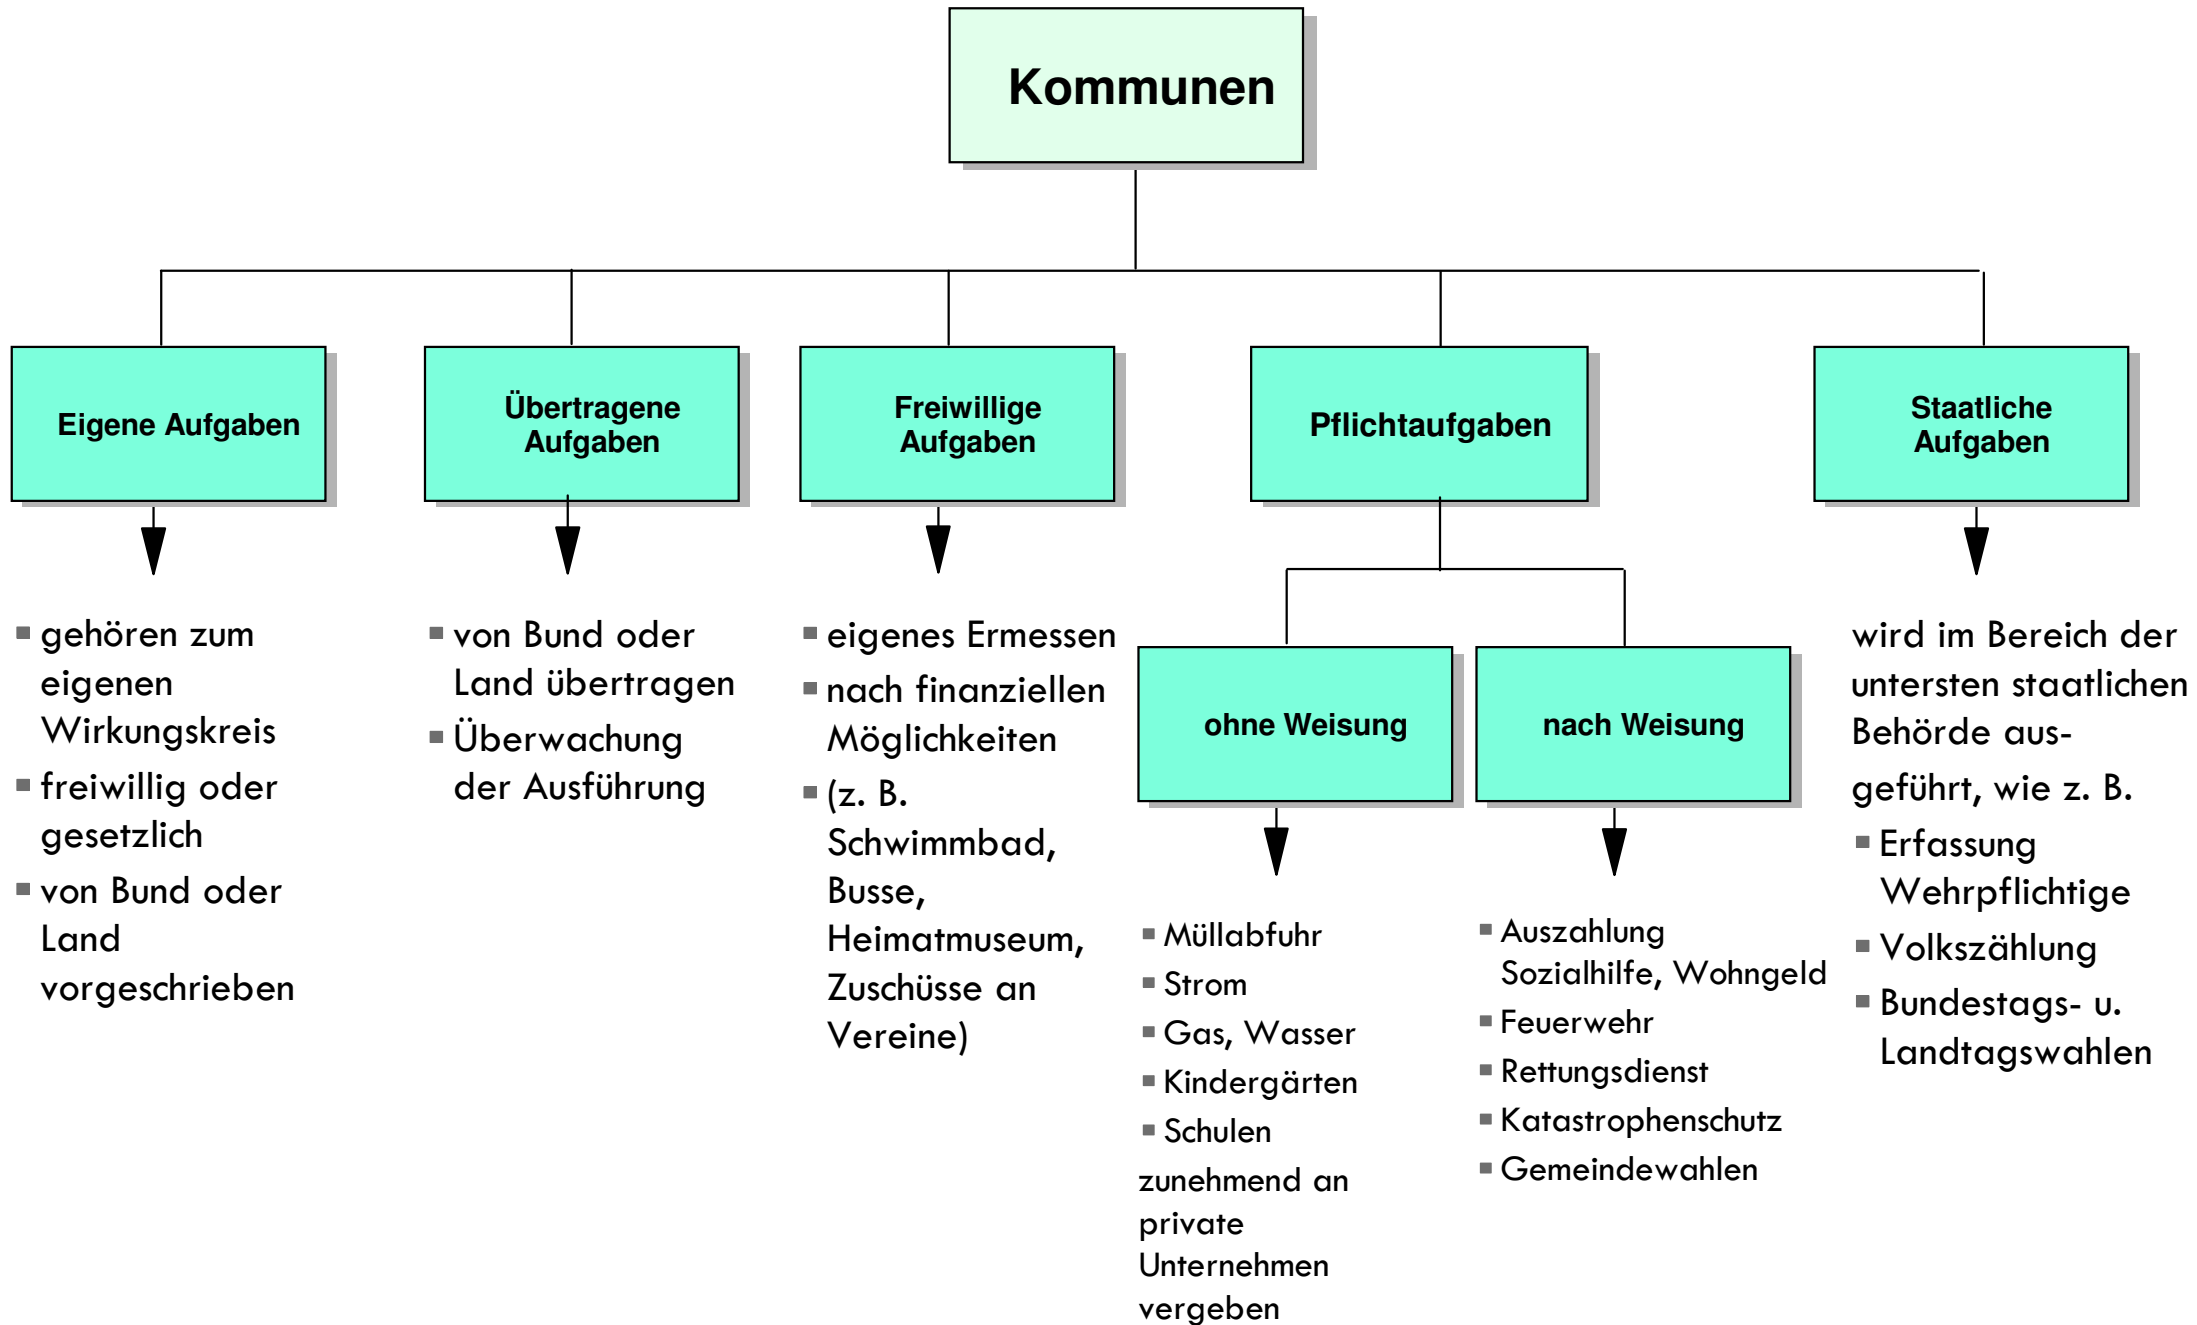 Kommunen
Eigene Aufgaben
Übertragene
Aufgaben
Freiwillige
Aufgaben
Pflichtaufgaben
Staatliche
Aufgaben
▪ gehören zum
eigenen
Wirkungskreis
▪ freiwillig oder
gesetzlich
▪ von Bund oder
Land
vorgeschrieben
▪ von Bund oder
Land übertragen
▪ Überwachung
der Ausführung
▪ eigenes Ermessen
▪ nach finanziellen
Möglichkeiten
▪ (z. B.
Schwimmbad,
Busse,
Heimatmuseum,
Zuschüsse an
Vereine)
ohne Weisung
▪ Müllabfuhr
▪ Strom
▪ Gas, Wasser
▪ Kindergärten
▪ Schulen
zunehmend an
private
Unternehmen
vergeben
nach Weisung
▪ Auszahlung
Sozialhilfe, Wohngeld
▪ Feuerwehr
▪ Rettungsdienst
▪ Katastrophenschutz
▪ Gemeindewahlen
wird im Bereich der
untersten staatlichen
Behörde aus-
geführt, wie z. B.
▪ Erfassung
Wehrpflichtige
▪ Volkszählung
▪ Bundestags- u.
Landtagswahlen